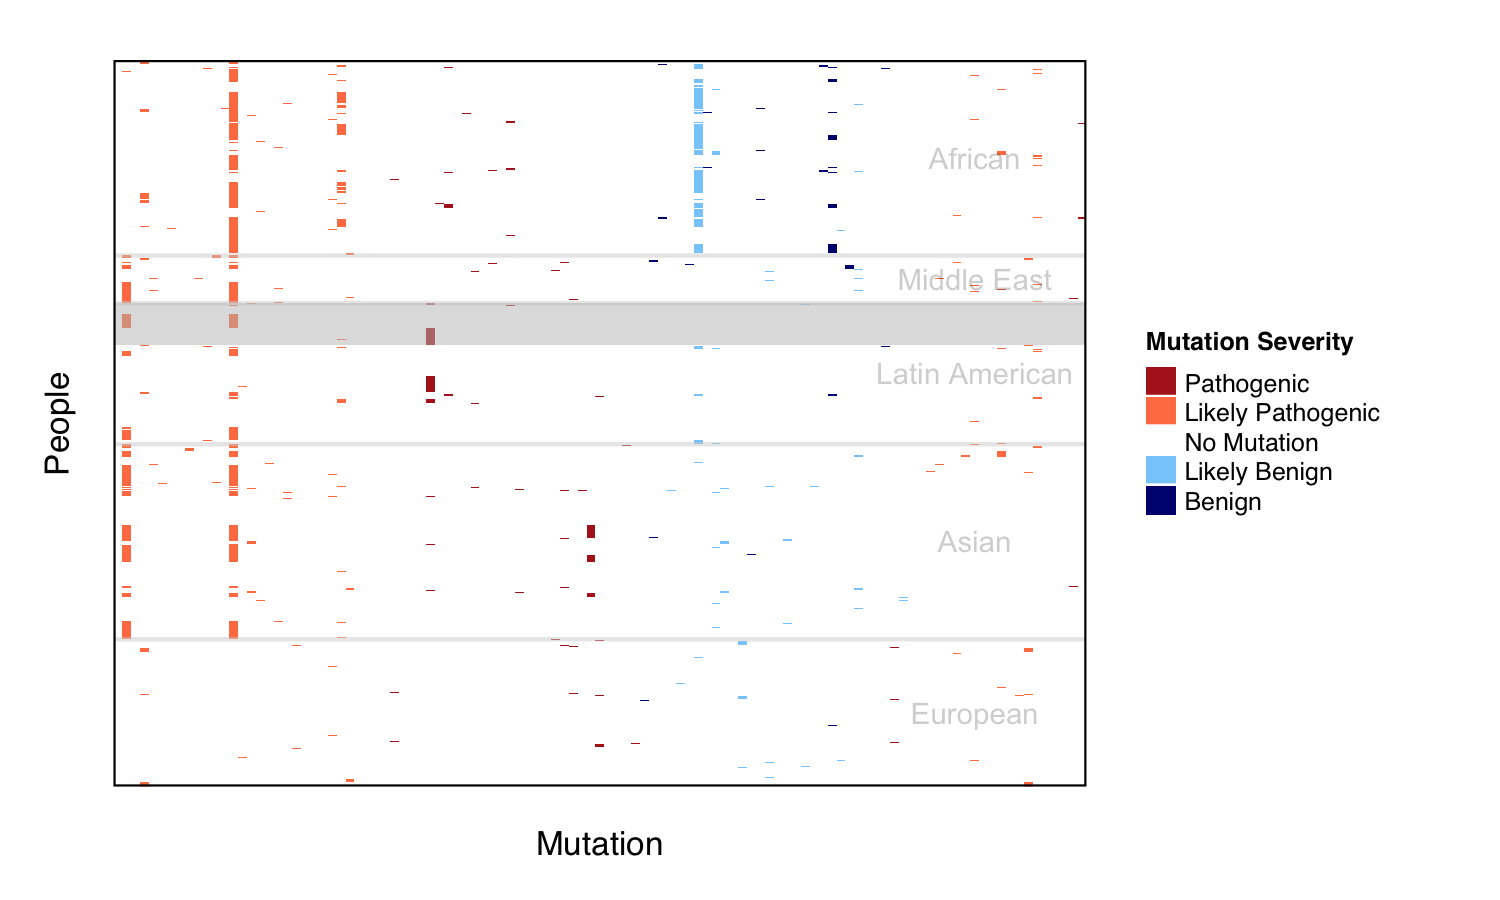 African
Middle East
Latin American
Asian
European
People
Mutation
Mutation Severity
Pathogenic
Likely Pathogenic
No Mutation
Likely Benign
Benign